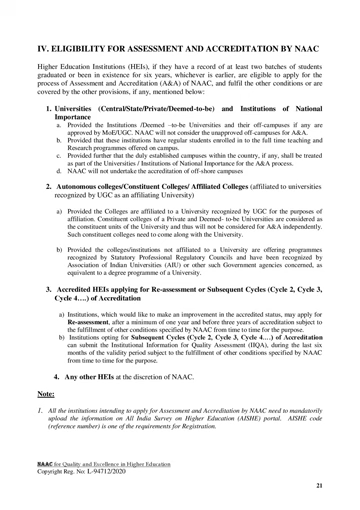 IV. ELIGIBILITY FOR ASSESSMENT AND ACCREDITATION BY NAAC
Higher Education Institutions (HEIs), if they have a record of at least two batches of students
graduated or been in existence for six years, whichever is earlier, are eligible to apply for the
process of Assessment and Accreditation (A&A) of NAAC, and fulfil the other conditions or are
covered by the other provisions, if any, mentioned below:
1. Universities (Central/State/Private/Deemed-to-be) and Institutions of National
Importance
a. Provided the Institutions /Deemed –to-be Universities and their off-campuses if any are
approved by MoE/UGC. NAAC will not consider the unapproved off-campuses for A&A.
b. Provided that these institutions have regular students enrolled in to the full time teaching and
Research programmes offered on campus.
c. Provided further that the duly established campuses within the country, if any, shall be treated
as part of the Universities / Institutions of National Importance for the A&A process.
d. NAAC will not undertake the accreditation of off-shore campuses
2. Autonomous colleges/Constituent Colleges/ Affiliated Colleges (affiliated to universities
recognized by UGC as an affiliating University)
a) Provided the Colleges are affiliated to a University recognized by UGC for the purposes of
affiliation. Constituent colleges of a Private and Deemed- to-be Universities are considered as
the constituent units of the University and thus will not be considered for A&A independently.
Such constituent colleges need to come along with the University.
b) Provided the colleges/institutions not affiliated to a University are offering programmes
recognized by Statutory Professional Regulatory Councils and have been recognized by
Association of Indian Universities (AIU) or other such Government agencies concerned, as
equivalent to a degree programme of a University.
3. Accredited HEIs applying for Re-assessment or Subsequent Cycles (Cycle 2, Cycle 3,
Cycle 4….) of Accreditation
a) Institutions, which would like to make an improvement in the accredited status, may apply for
Re-assessment, after a minimum of one year and before three years of accreditation subject to
the fulfillment of other conditions specified by NAAC from time to time for the purpose.
b) Institutions opting for Subsequent Cycles (Cycle 2, Cycle 3, Cycle 4….) of Accreditation
can submit the Institutional Information for Quality Assessment (IIQA), during the last six
months of the validity period subject to the fulfillment of other conditions specified by NAAC
from time to time for the purpose.
4. Any other HEIs at the discretion of NAAC.
Note:
1. All the institutions intending to apply for Assessment and Accreditation by NAAC need to mandatorily
upload the information on All India Survey on Higher Education (AISHE) portal. AISHE code
(reference number) is one of the requirements for Registration.
NAAC for Quality and Excellence in Higher Education
Copyright Reg. No: L-94712/2020
21